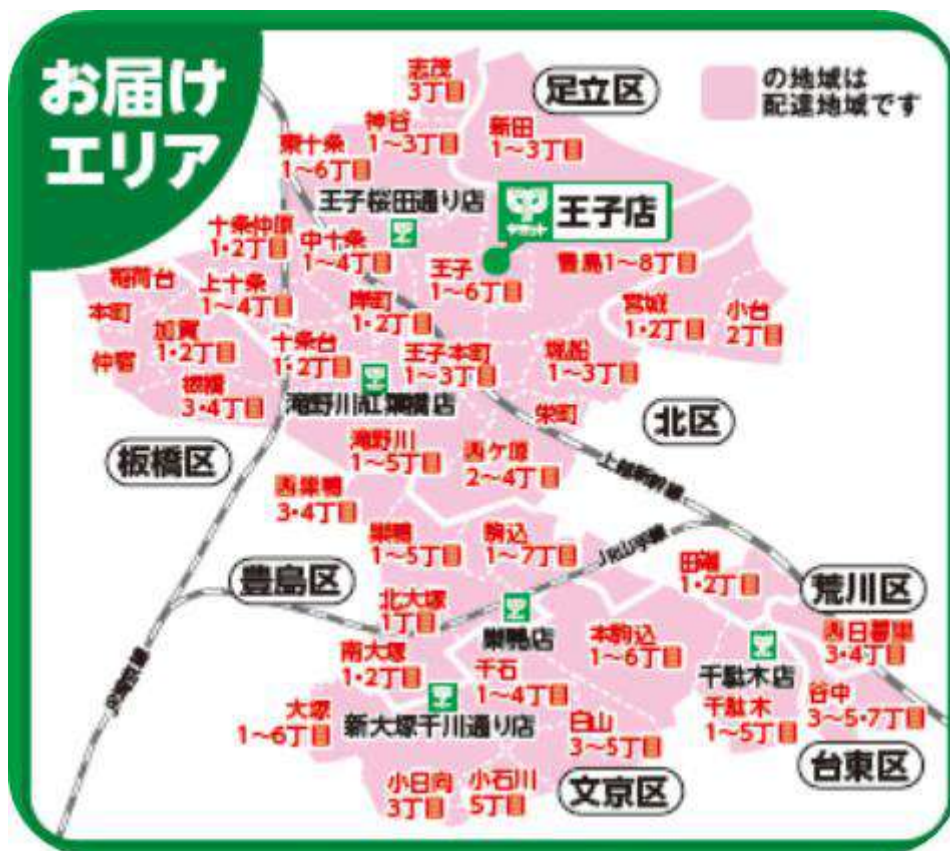 お届け
エリア
の地域は
配達地域です
足立区
志茂
3丁目
神谷
1～3丁目
新田
1～3丁目
東十条
1～6丁目
王子桜田通り店
王子店
十条仲原
1・2丁目
中十条
1～4丁目
王子
1～6丁目
豊島1～8丁目
稲荷台
上十条
1～4丁目
岸町
1・2丁目
宮城
1・2丁目
小台
2丁目
本町
加賀
1・2丁目
十条台
1・2丁目
王子本町
1～3丁目
堀船
1～3丁目
仲宿
板橋
3・4丁目
滝野川紅葉橋店
栄町
北区
板橋区
滝野川
1～5丁目
西ケ原
2～4丁目
上越新幹線
西巣鴨
3・4丁目
巣鴨
1～5丁目
駒込
1～7丁目
JR山手線
田端
1・2丁目
豊島区
荒川区
北大塚
1丁目
巣鴨店
本駒込
1～6丁目
西日暮里
3・4丁目
南大塚
1・2丁目
千石
1～4丁目
千駄木店
千駄木
1～5丁目
谷中
3～5・7丁目
大塚
1～6丁目
新大塚千川通り店
白山
3～5丁目
台東区
小日向
3丁目
小石川
5丁目
文京区